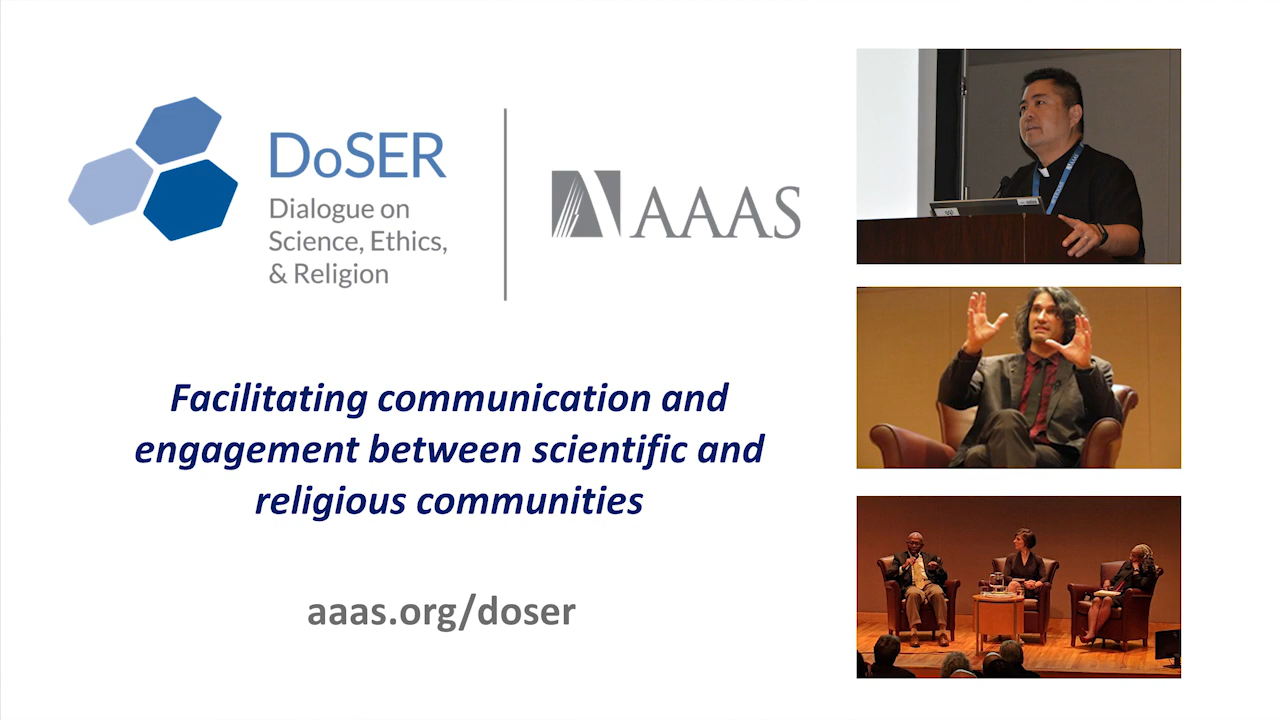 DoSER
Dialogue on
Science, Ethics,
& Religion
AAAS
Facilitating communication and
engagement between scientific and
religious communities
aaas.org/doser